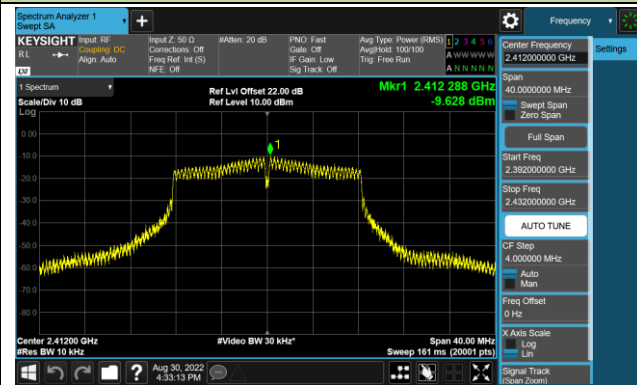 Spectrum Analyzer 1
Swept SA
Frequency
KEYSIGHT
Input: RF
Coupling: DC
Align: Auto
Input Z: 50 Ω
Corrections: Off
Freq Ref: Int (S)
NFE: Off
#Atten: 20 dB
PNO: Fast
Gate: Off
IF Gain: Low
Sig Track: Off
Avg Type: Power (RMS)
Avg|Hold: 100/100
Trig: Free Run
1 2 3 4 5 6
A W W W W W
A N N N N N
RL
LXI
1 Spectrum
Scale/Div 10 dB
Ref Lvl Offset 22.00 dB
Ref Level 10.00 dBm
Mkr1 2.412 288 GHz
-9.628 dBm
Log
0.00
-10.0
-20.0
-30.0
-40.0
-50.0
-60.0
-70.0
-80.0
1
Center 2.41200 GHz
#Res BW 10 kHz
#Video BW 30 kHz*
Span 40.00 MHz
Sweep 161 ms (20001 pts)
Aug 30, 2022
4:33:13 PM
Center Frequency
2.412000000 GHz
Span
40.0000000 MHz
Swept Span
Zero Span
Full Span
Start Freq
2.392000000 GHz
Stop Freq
2.432000000 GHz
AUTO TUNE
CF Step
4.000000 MHz
Auto
Man
Freq Offset
0 Hz
X Axis Scale
Log
Lin
Signal Track
(Span Zoom)
Settings